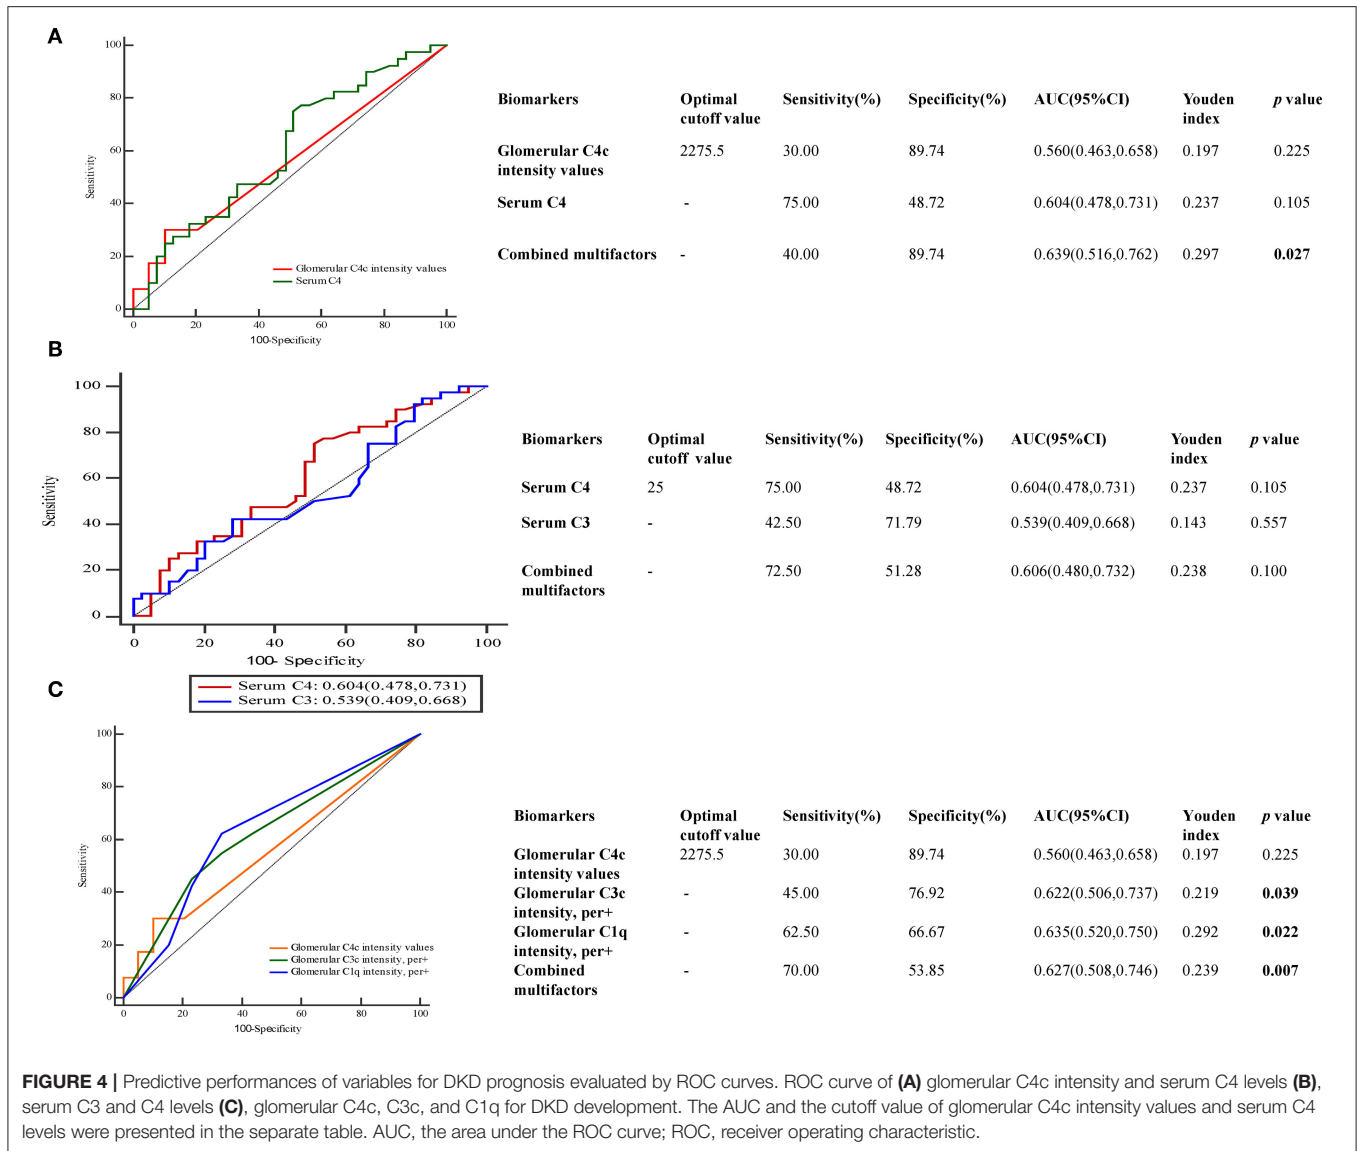 A
100
80
60
40
20
0
Sensitivity
Glomerular C4c intensity values
Serum C4
0 20 40 60 80 100
100-Specificity
Biomarkers Optimal cutoff value Sensitivity(%) Specificity(%) AUC(95%CI) Youden index p value
Glomerular C4c intensity values 2275.5 30.00 89.74 0.560(0.463,0.658) 0.197 0.225
Serum C4 - 75.00 48.72 0.604(0.478,0.731) 0.237 0.105
Combined multifactors - 40.00 89.74 0.639(0.516,0.762) 0.297 0.027
B
100
80
60
40
20
0
Sensitivity
0 20 40 60 80 100
100- Specificity
Serum C4: 0.604(0.478,0.731)
Serum C3: 0.539(0.409,0.668)
Biomarkers Optimal cutoff value Sensitivity(%) Specificity(%) AUC(95%CI) Youden index p value
Serum C4 25 75.00 48.72 0.604(0.478,0.731) 0.237 0.105
Serum C3 - 42.50 71.79 0.539(0.409,0.668) 0.143 0.557
Combined multifactors - 72.50 51.28 0.606(0.480,0.732) 0.238 0.100
C
100
80
60
40
20
0
Sensitivity
Glomerular C4c intensity values
Glomerular C3c intensity, per+
Glomerular C1q intensity, per+
0 20 40 60 80 100
100-Specificity
Biomarkers Optimal cutoff value Sensitivity(%) Specificity(%) AUC(95%CI) Youden index p value
Glomerular C4c intensity values 2275.5 30.00 89.74 0.560(0.463,0.658) 0.197 0.225
Glomerular C3c intensity, per+ - 45.00 76.92 0.622(0.506,0.737) 0.219 0.039
Glomerular C1q intensity, per+ - 62.50 66.67 0.635(0.520,0.750) 0.292 0.022
Combined multifactors - 70.00 53.85 0.627(0.508,0.746) 0.239 0.007
FIGURE 4 | Predictive performances of variables for DKD prognosis evaluated by ROC curves. ROC curve of (A) glomerular C4c intensity and serum C4 levels (B),
serum C3 and C4 levels (C), glomerular C4c, C3c, and C1q for DKD development. The AUC and the cutoff value of glomerular C4c intensity values and serum C4
levels were presented in the separate table. AUC, the area under the ROC curve; ROC, receiver operating characteristic.